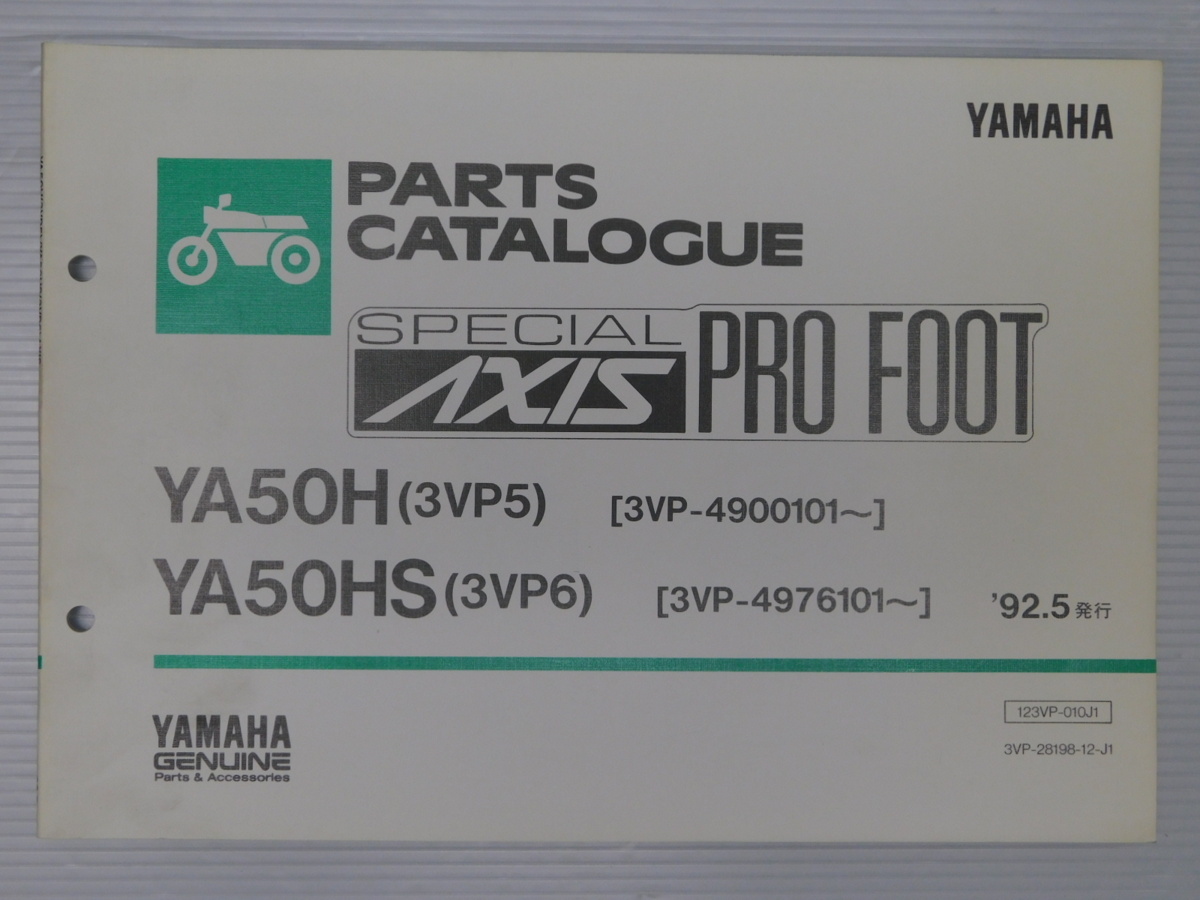 YAMAHA
PARTS
CATALOGUE
SPECIAL
AXIS
PRO FOOT
YA50H (3VP5) [3VP-4900101～]
YA50HS (3VP6) [3VP-4976101～] '92.5 発行
YAMAHA
GENUINE
Parts & Accessories
123VP-010J1
3VP-28198-12-J1